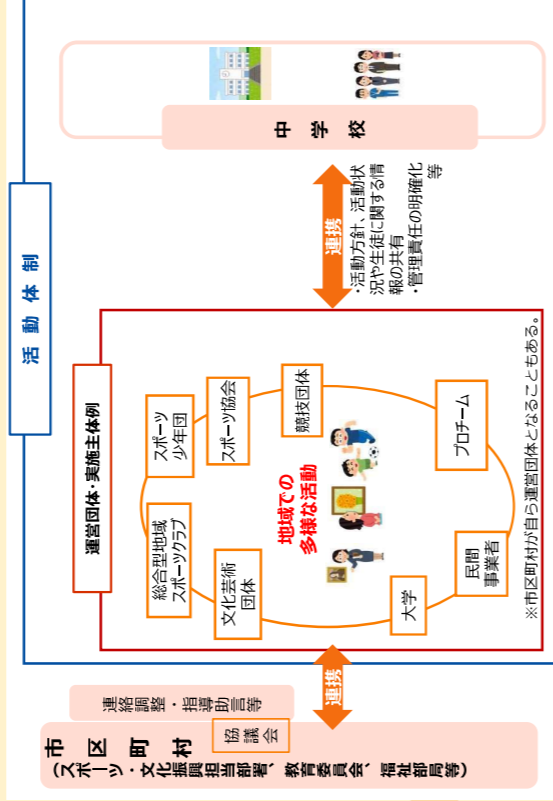 活動体制
市区町村
(スポーツ・文化振興担当部署、教育委員会、福祉部局等)
協議会
連絡調整・指導助言等
連携
運営団体・実施主体例
総合型地域
スポーツクラブ
スポーツ
少年団
スポーツ協会
競技団体
文化芸術
団体
地域での
多様な活動
大学
民間
事業者
プロチーム
※市区町村が自ら運営団体となることもある。
連携
・活動方針、活動状
況や生徒に関する情
報の共有
・管理責任の明確化
等
中学校